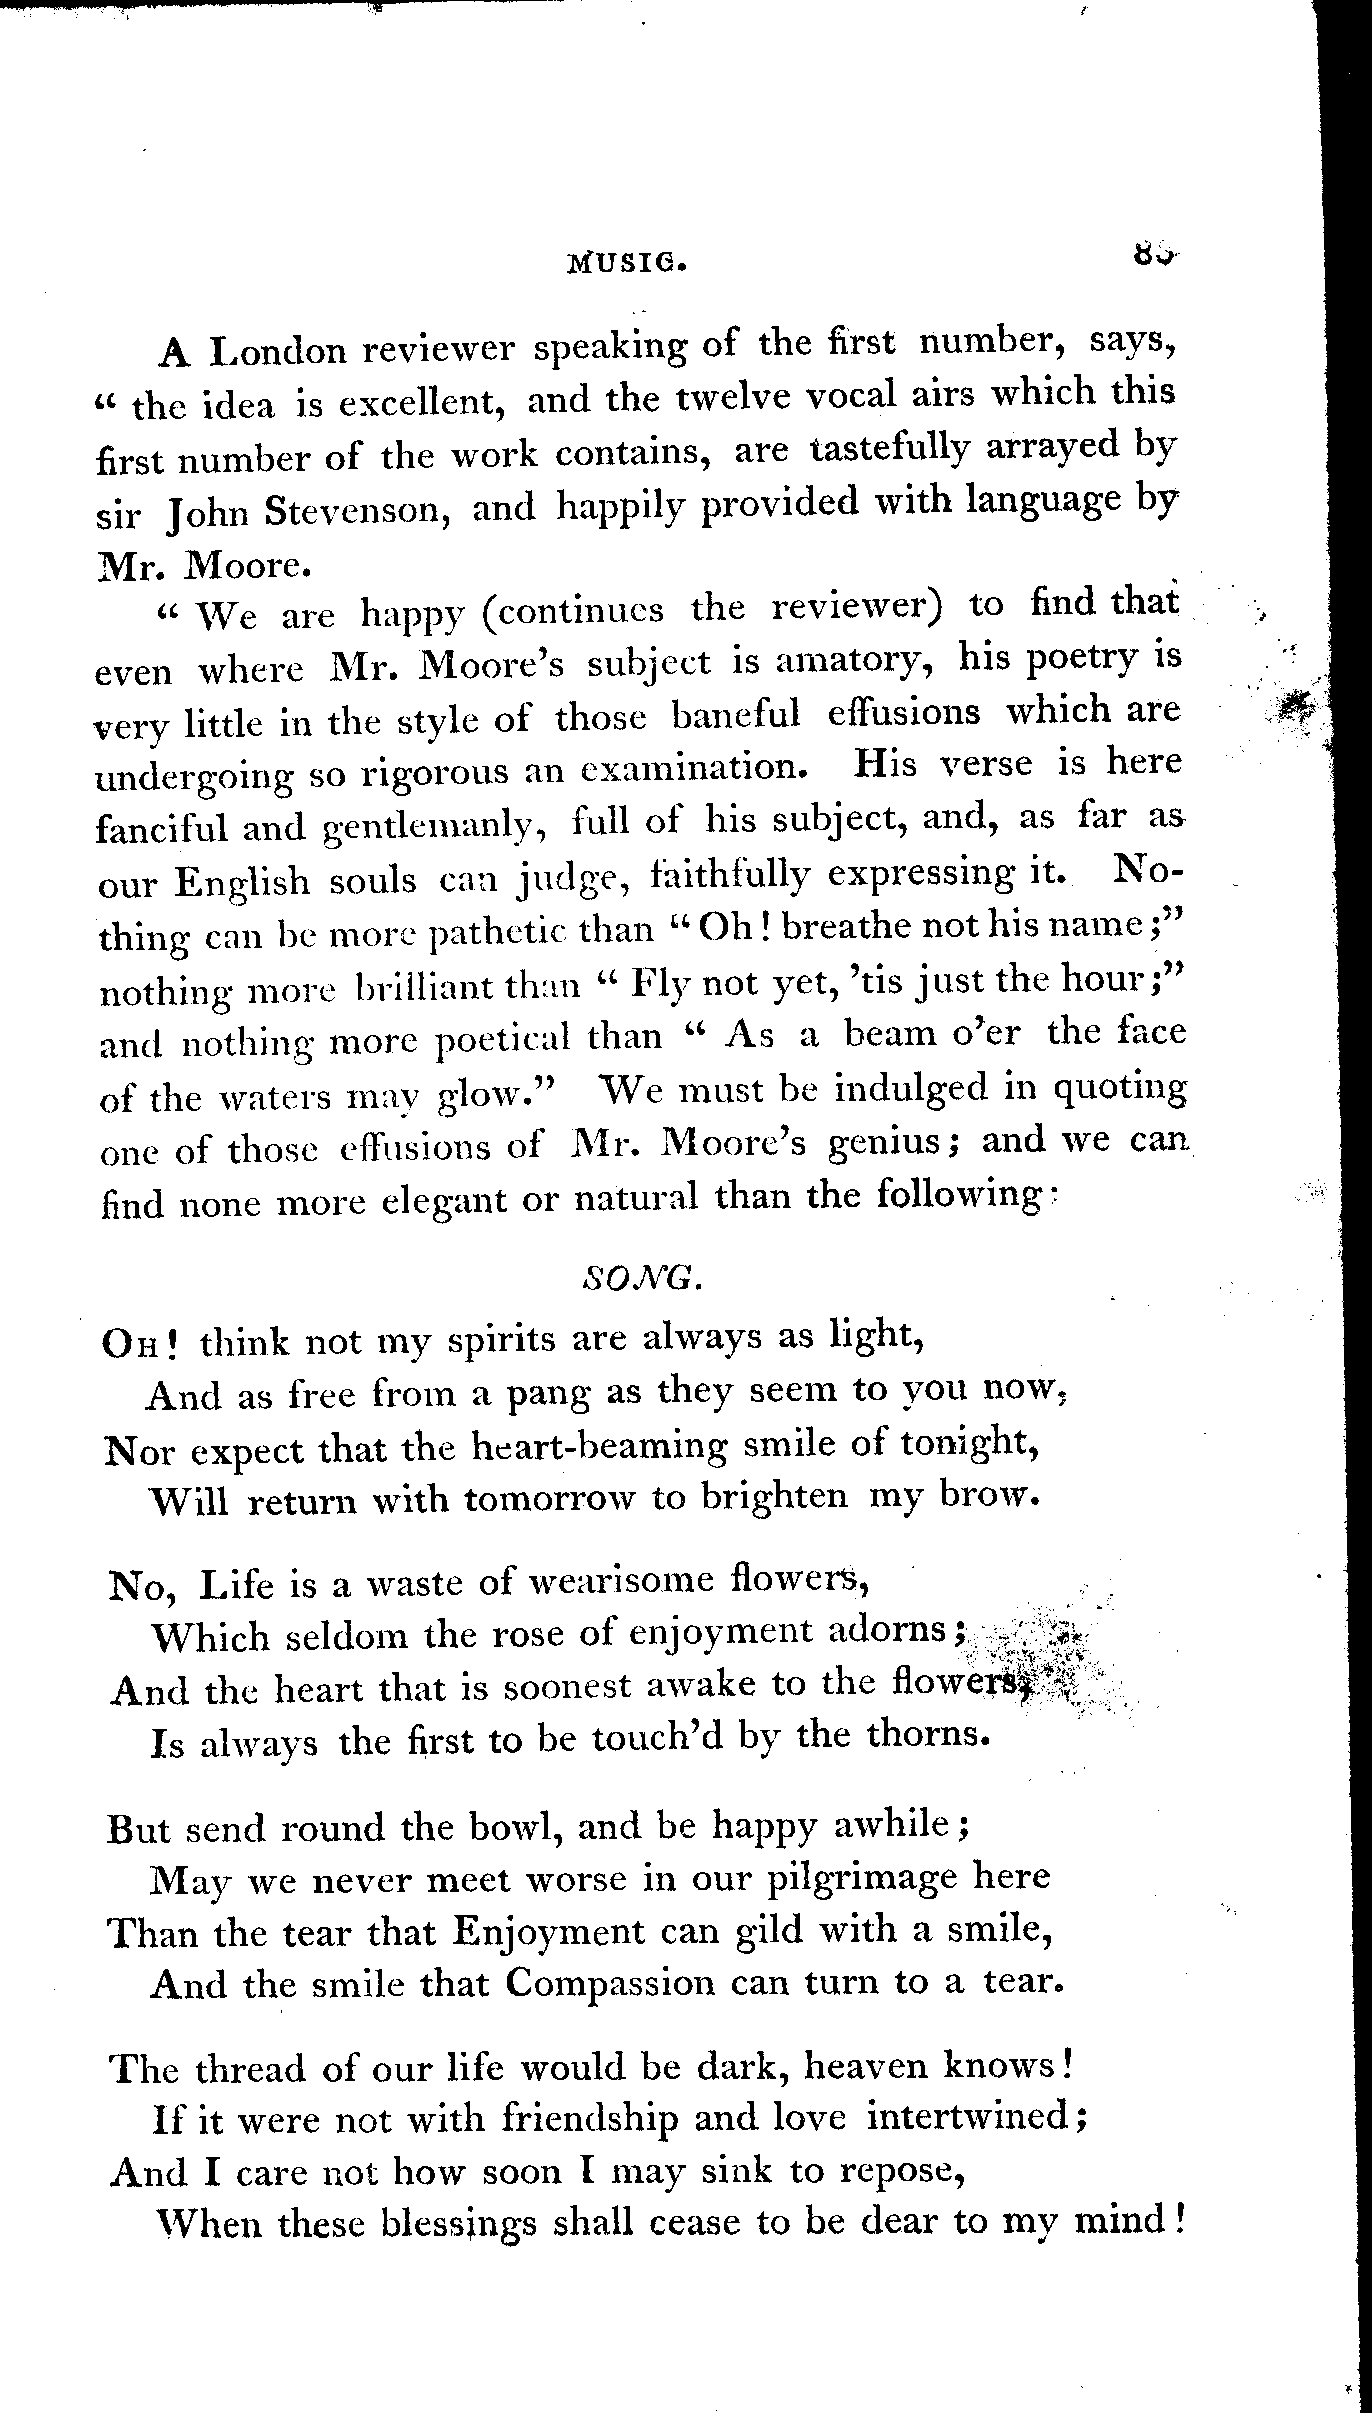 MUSIC. 85
A London reviewer speaking of the first number, says,
“ the idea is excellent, and the twelve vocal airs which this
first number of the work contains, are tastefully arrayed by
sir John Stevenson, and happily provided with language by
Mr. Moore.
“ We are happy (continues the reviewer) to find that
even where Mr. Moore’s subject is amatory, his poetry is
very little in the style of those baneful effusions which are
undergoing so rigorous an examination. His verse is here
fanciful and gentlemanly, full of his subject, and, as far as
our English souls can judge, faithfully expressing it. No-
thing can be more pathetic than “ Oh! breathe not his name;”
nothing more brilliant than “ Fly not yet, ’tis just the hour;”
and nothing more poetical than “ As a beam o’er the face
of the waters may glow.” We must be indulged in quoting
one of those effusions of Mr. Moore’s genius; and we can
find none more elegant or natural than the following:
SONG.
OH! think not my spirits are always as light,
And as free from a pang as they seem to you now,
Nor expect that the heart-beaming smile of tonight,
Will return with tomorrow to brighten my brow.
No, Life is a waste of wearisome flowers,
Which seldom the rose of enjoyment adorns;
And the heart that is soonest awake to the flowers,
Is always the first to be touch’d by the thorns.
But send round the bowl, and be happy awhile;
May we never meet worse in our pilgrimage here
Than the tear that Enjoyment can gild with a smile,
And the smile that Compassion can turn to a tear.
The thread of our life would be dark, heaven knows!
If it were not with friendship and love intertwined;
And I care not how soon I may sink to repose,
When these blessings shall cease to be dear to my mind!